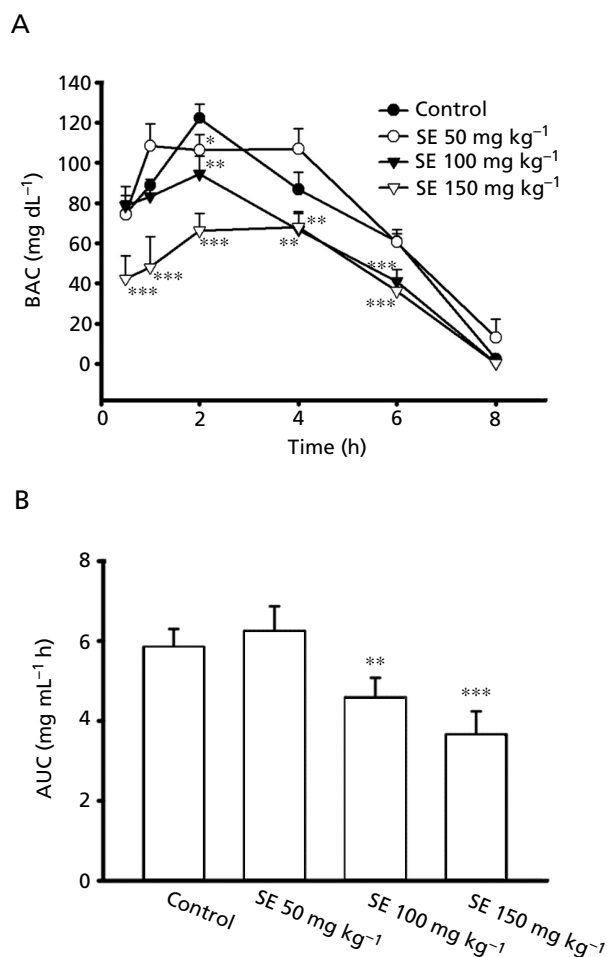 A
140
120
100
80
60
40
20
0
BAC (mg dL⁻¹)
Control
SE 50 mg kg⁻¹
SE 100 mg kg⁻¹
SE 150 mg kg⁻¹
*
**
***
***
***
**
**
***
***
0 2 4 6 8
Time (h)
B
8
6
4
2
0
AUC (mg mL⁻¹ h)
**
***
Control
SE 50 mg kg⁻¹
SE 100 mg kg⁻¹
SE 150 mg kg⁻¹